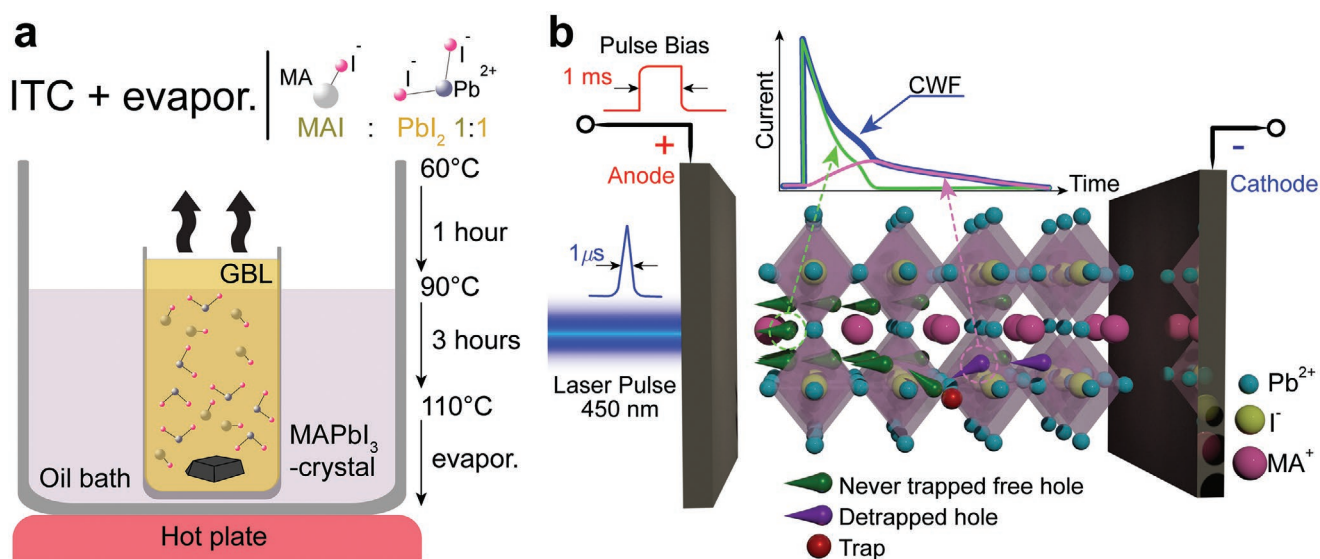 a
ITC + evapor.
MA
I-
I-
I-
Pb2+
MAI : PbI2 1:1
60°C
1 hour
90°C
3 hours
110°C
evapor.
GBL
MAPbI3
-crystal
Oil bath
Hot plate
b
Pulse Bias
1 ms
+
Anode
1μs
Laser Pulse
450 nm
Current
CWF
Time
-
Cathode
Pb2+
I-
MA+
Never trapped free hole
Detrapped hole
Trap